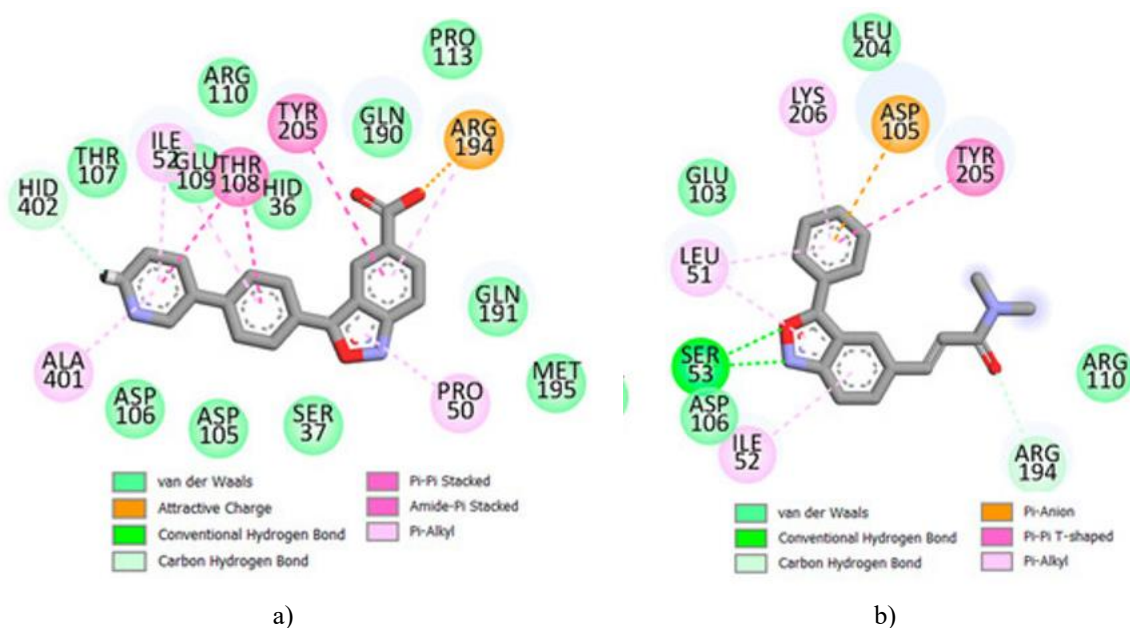 PRO
113
ARG
110
TYR
205
GLN
190
ARG
194
ILE
52
THR
107
GLU
109
THR
108
HID
36
HID
402
GLN
191
ALA
401
PRO
50
MET
195
ASP
106
ASP
105
SER
37
van der Waals
Attractive Charge
Conventional Hydrogen Bond
Carbon Hydrogen Bond
Pi-Pi Stacked
Amide-Pi Stacked
Pi-Alkyl
a)
LEU
204
LYS
206
ASP
105
TYR
205
GLU
103
LEU
51
SER
53
ASP
106
ILE
52
ARG
110
ARG
194
van der Waals
Conventional Hydrogen Bond
Carbon Hydrogen Bond
Pi-Anion
Pi-Pi T-shaped
Pi-Alkyl
b)